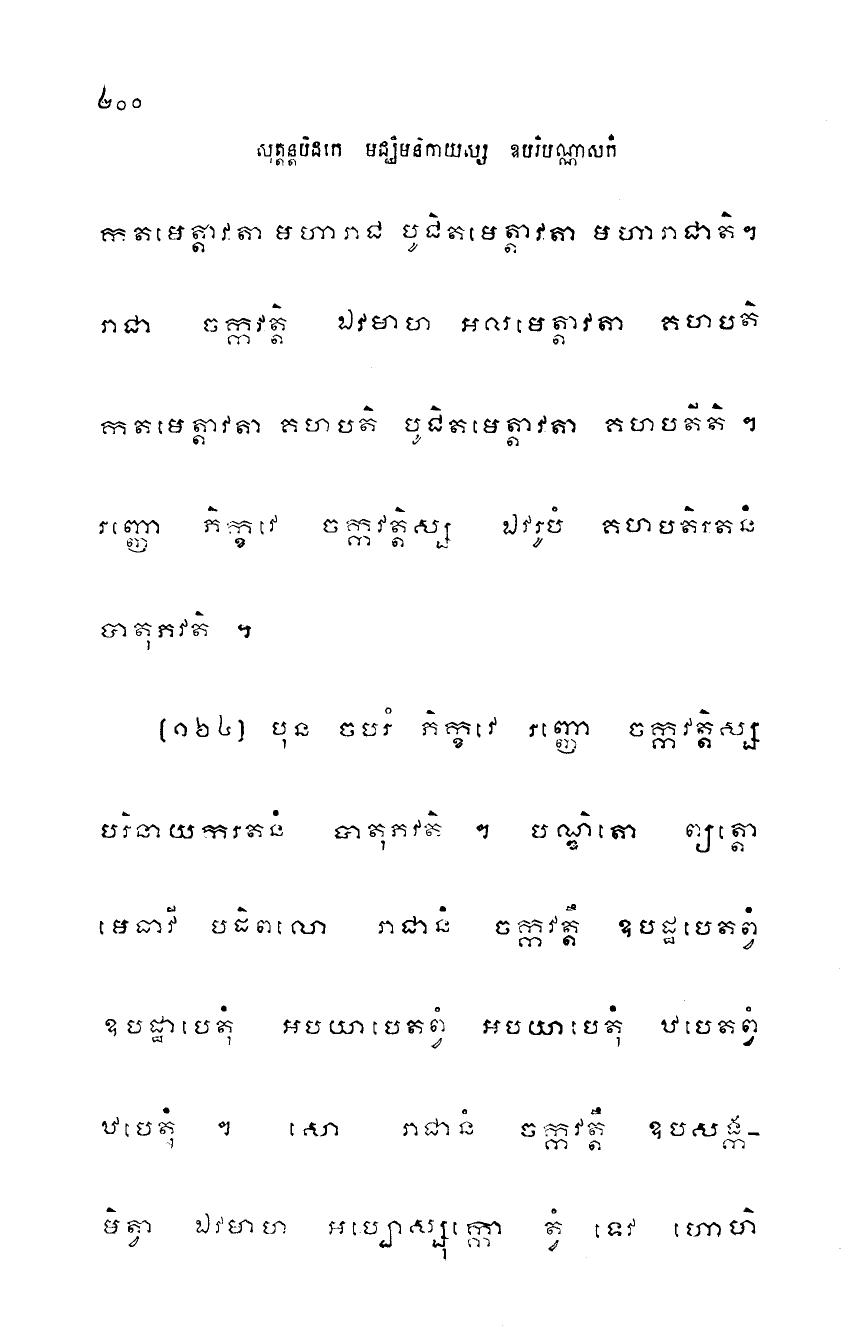 ៤០០
សុត្តន្តបិដកេ មជ្ឈិមនិកាយស្ស ឧបរិបណ្ណាសកំ
កតមេត្តាវតា មហារាជ បូជិតមេត្តាវតា មហារាជាតិ។
រាជា ចក្កវត្តិ ឯវមាហ អលមេត្តាវតា គហបតិ
កតមេត្តាវតា គហបតិ បូជិតមេត្តាវតា គហបតីតិ ។
រញ្ញោ ភិក្ខវេ ចក្កវត្តិស្ស ឯវរូបំ គហបតិរតនំ
បាតុភវតិ ។
(១៦៤) បុន ចបរំ ភិក្ខវេ រញ្ញោ ចក្កវត្តិស្ស
បរិនាយករតនំ បាតុភវតិ ។ បណ្ឌិតោ ព្យត្តោ
មេធាវី បដិពលោ រាជានំ ចក្កវត្តឹ ឧបដ្ឋបេតព្វំ
ឧបដ្ឋាបេតុំ អបយាបេតព្វំ អបយាបេតុំ ឋបេតព្វំ
ឋបេតុំ ។ សោ រាជានំ ចក្កវត្តឹ ឧបសង្ក-
មិត្វា ឯវមាហ អប្បោស្សុក្កោ ត្វំ ទេវ ហោហិ